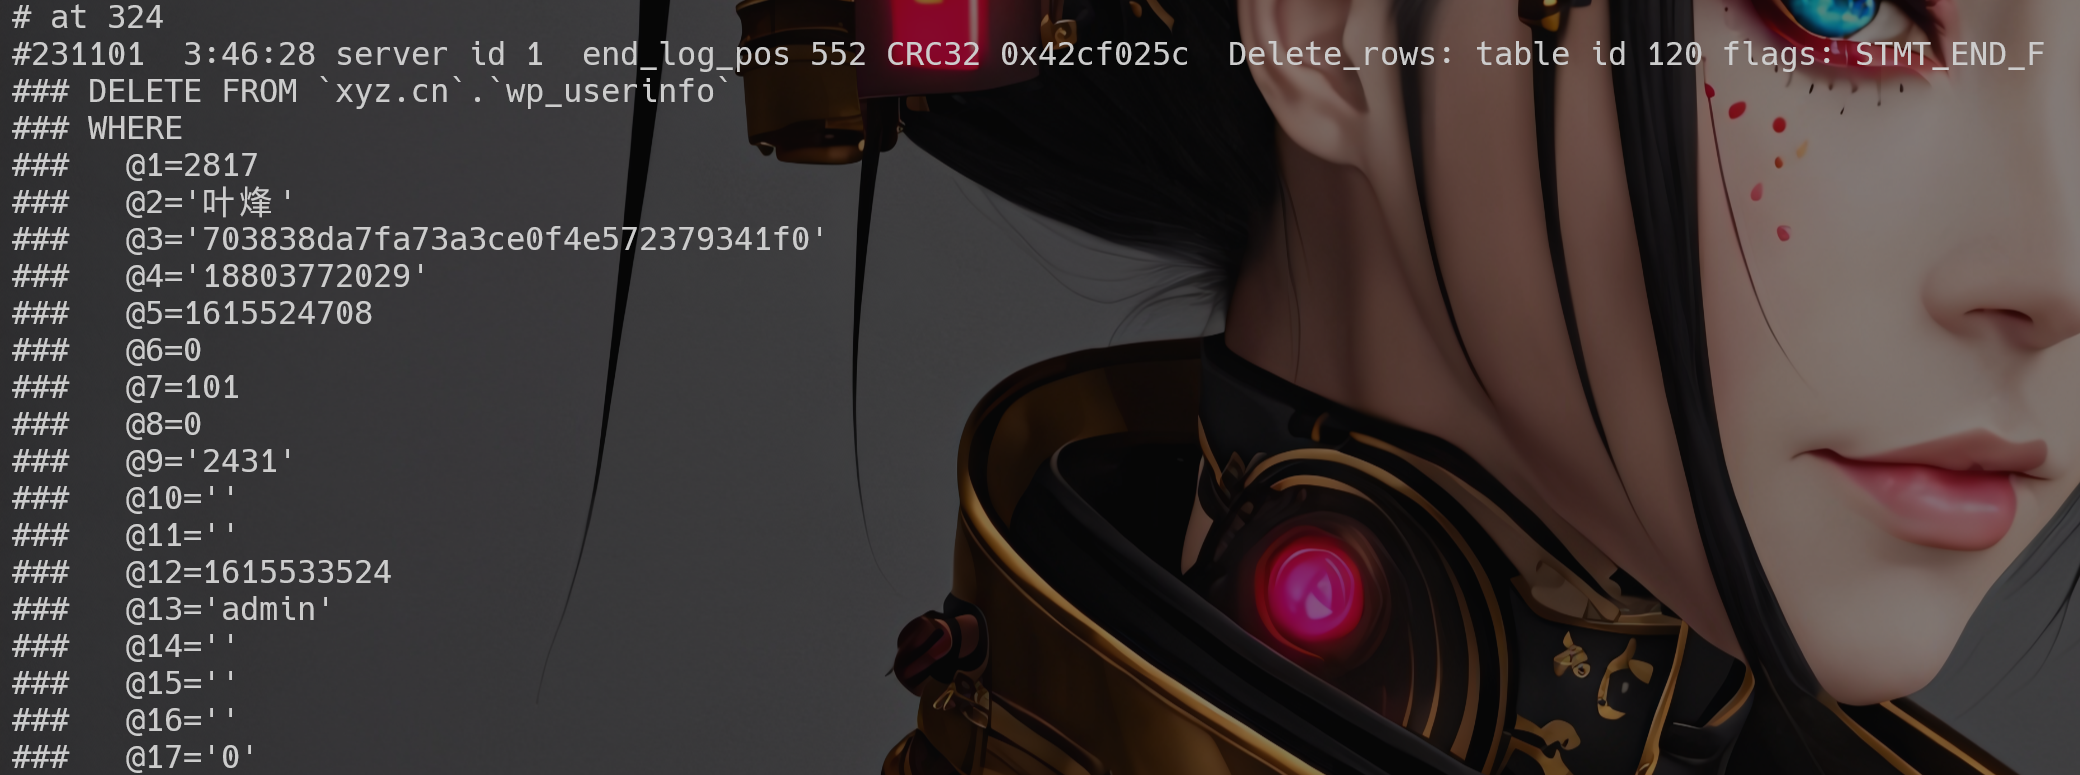 # at 324
#231101  3:46:28 server id 1  end_log_pos 552 CRC32 0x42cf025c  Delete_rows: table id 120 flags: STMT_END_F
### DELETE FROM `xyz.cn`.`wp_userinfo`
### WHERE
###   @1=2817
###   @2='叶烽'
###   @3='703838da7fa73a3ce0f4e572379341f0'
###   @4='18803772029'
###   @5=1615524708
###   @6=0
###   @7=101
###   @8=0
###   @9='2431'
###   @10=''
###   @11=''
###   @12=1615533524
###   @13='admin'
###   @14=''
###   @15=''
###   @16=''
###   @17='0'